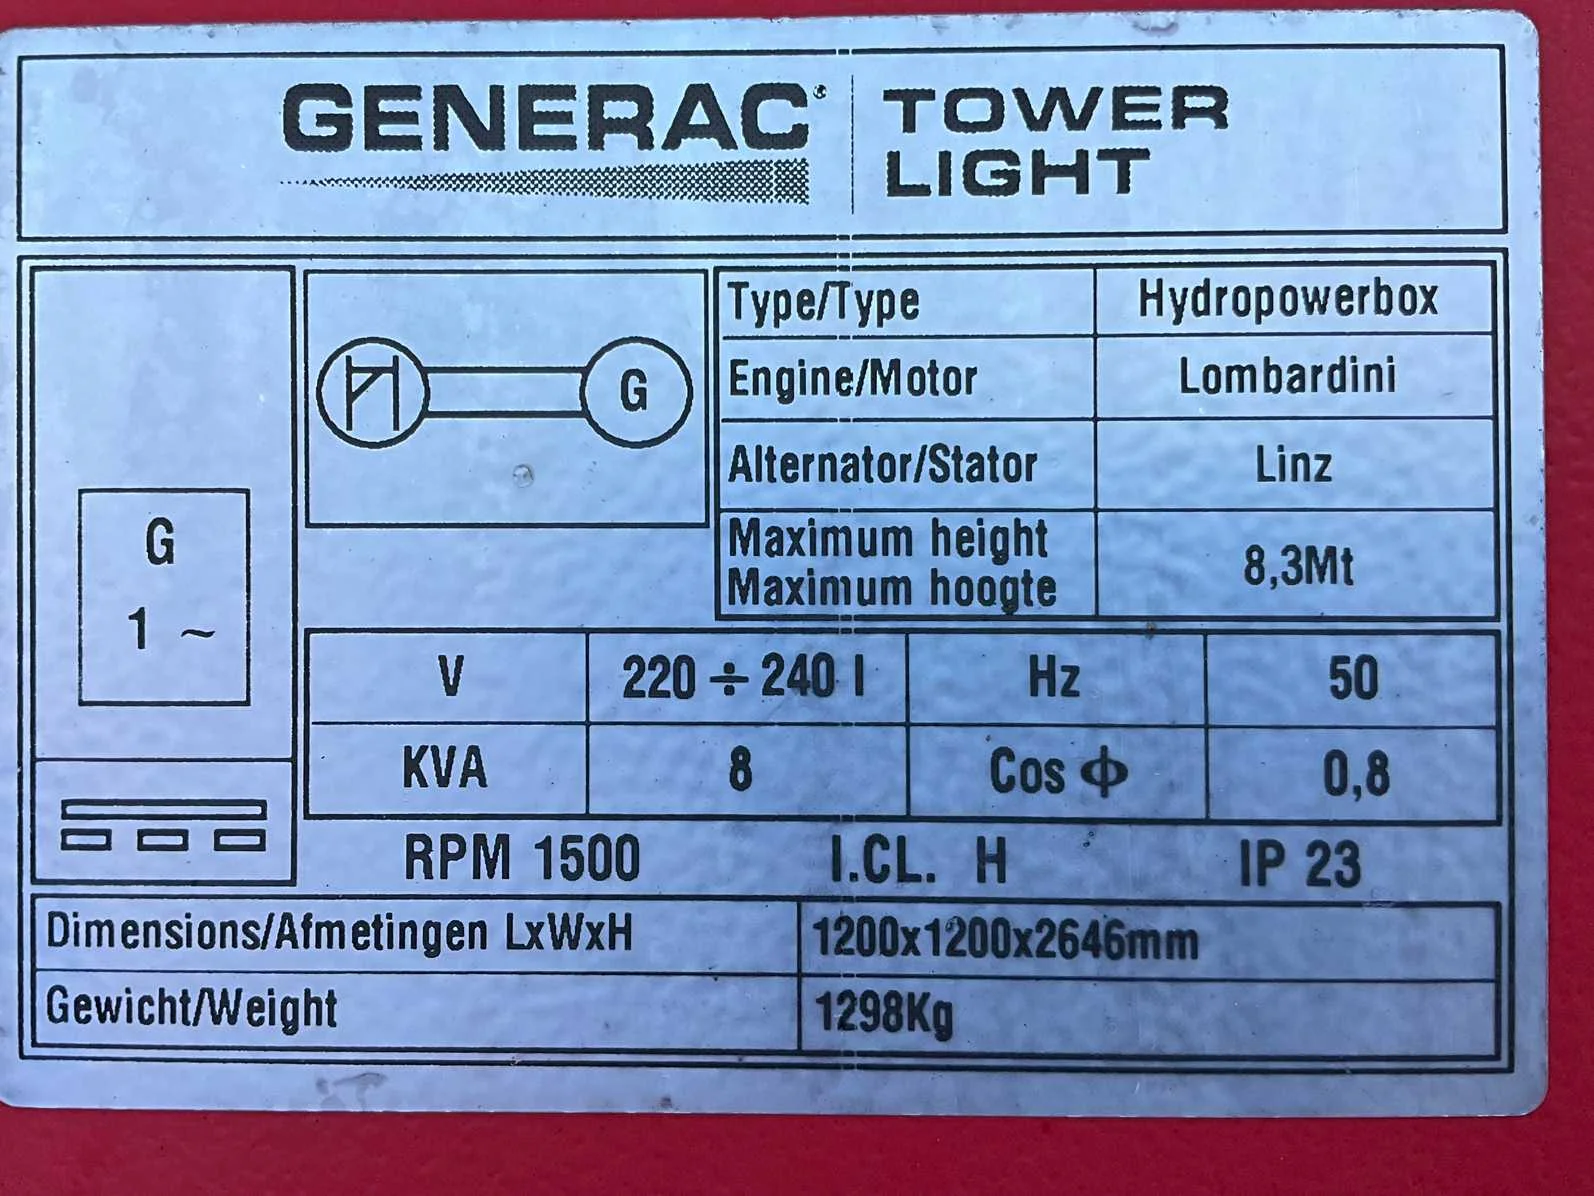 GENERAC®
TOWER
LIGHT
G
1 ~
G
Type/Type Hydropowerbox
Engine/Motor Lombardini
Alternator/Stator Linz
Maximum height
Maximum hoogte
8,3Mt
V 220 ÷ 240 I Hz 50
KVA 8 Cos ϕ 0,8
RPM 1500 I.CL. H IP 23
Dimensions/Afmetingen LxWxH 1200x1200x2646mm
Gewicht/Weight 1298Kg